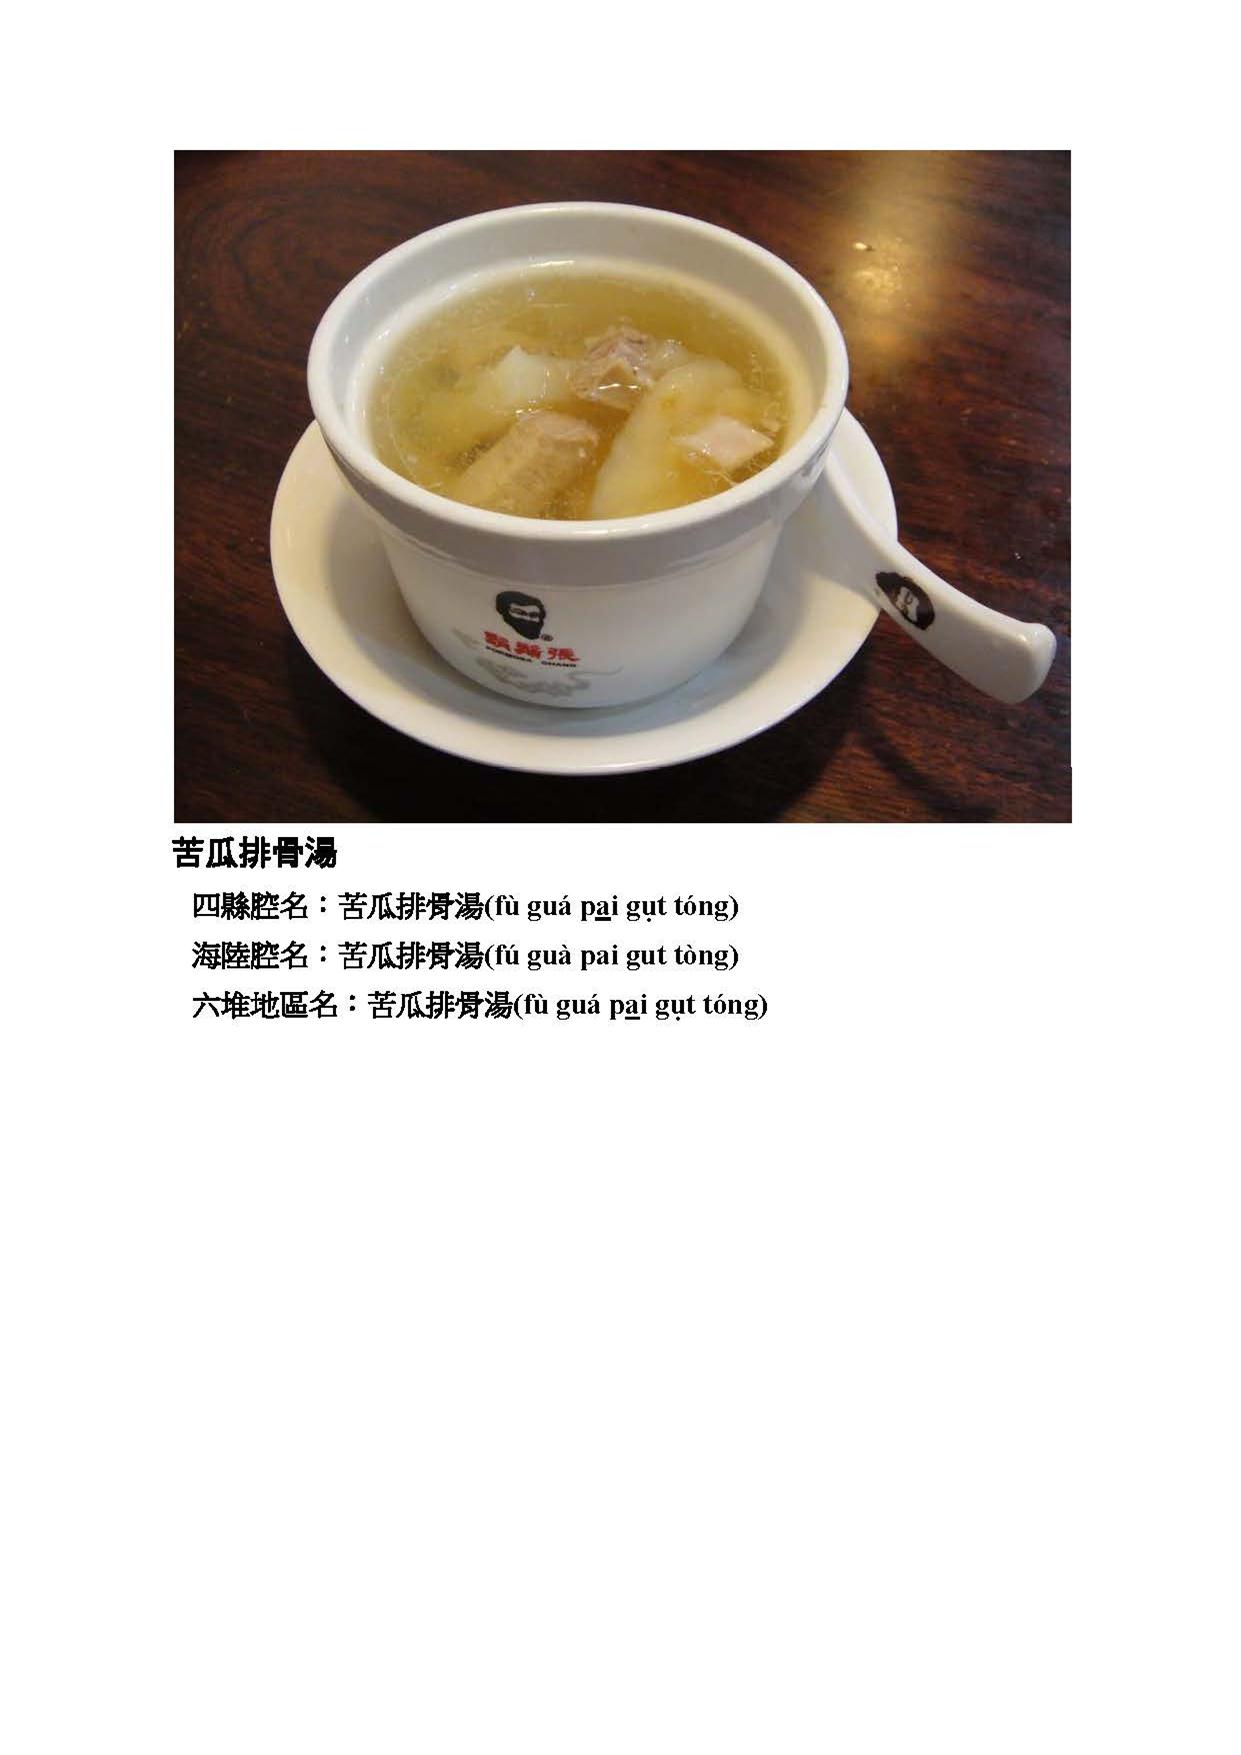 鬍鬚張
FORMOSA CHANG
苦瓜排骨湯
四縣腔名：苦瓜排骨湯(fù guá pa̲i gụt tóng)
海陸腔名：苦瓜排骨湯(fú guà pai gut tòng)
六堆地區名：苦瓜排骨湯(fù guá pa̲i gụt tóng)